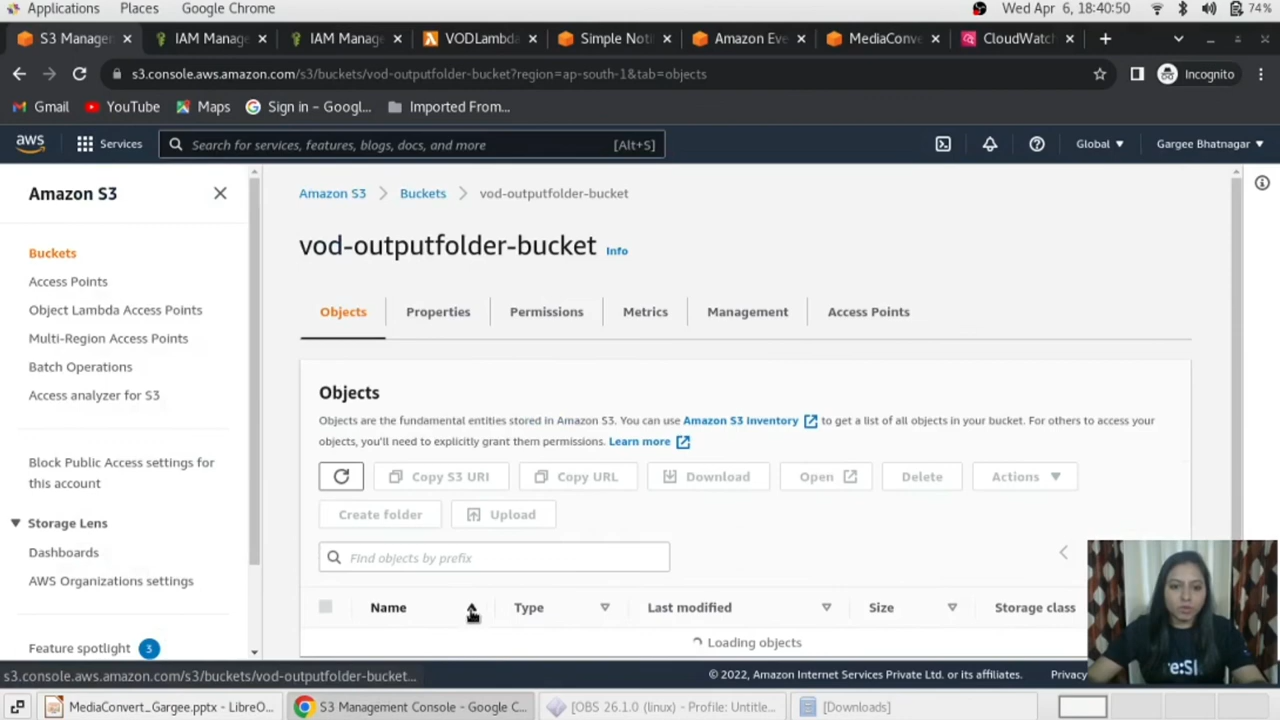 Applications Places Google Chrome Wed Apr 6, 18:40:50 74%
S3 Manage IAM Manag IAM Manag VODLambda Simple Noti Amazon Eve MediaConve CloudWatc
s3.console.aws.amazon.com/s3/buckets/vod-outputfolder-bucket?region=ap-south-1&tab=objects Incognito
Gmail YouTube Maps Sign in – Googl... Imported From...
aws Services Search for services, features, blogs, docs, and more [Alt+S] Global Gargee Bhatnagar
Amazon S3
Buckets
Access Points
Object Lambda Access Points
Multi-Region Access Points
Batch Operations
Access analyzer for S3
Block Public Access settings for
this account
Storage Lens
Dashboards
AWS Organizations settings
Feature spotlight 3
Amazon S3 Buckets vod-outputfolder-bucket
vod-outputfolder-bucket Info
Objects Properties Permissions Metrics Management Access Points
Objects
Objects are the fundamental entities stored in Amazon S3. You can use Amazon S3 Inventory to get a list of all objects in your bucket. For others to access your
objects, you'll need to explicitly grant them permissions. Learn more
Copy S3 URI Copy URL Download Open Delete Actions
Create folder Upload
Find objects by prefix
Name Type Last modified Size Storage class
Loading objects
s3.console.aws.amazon.com/s3/buckets/vod-outputfolder-bucket... © 2022, Amazon Internet Services Private Ltd. or its affiliates. Privacy
MediaConvert_Gargee.pptx - LibreO... S3 Management Console - Google C... [OBS 26.1.0 (linux) - Profile: Untitle... [Downloads]